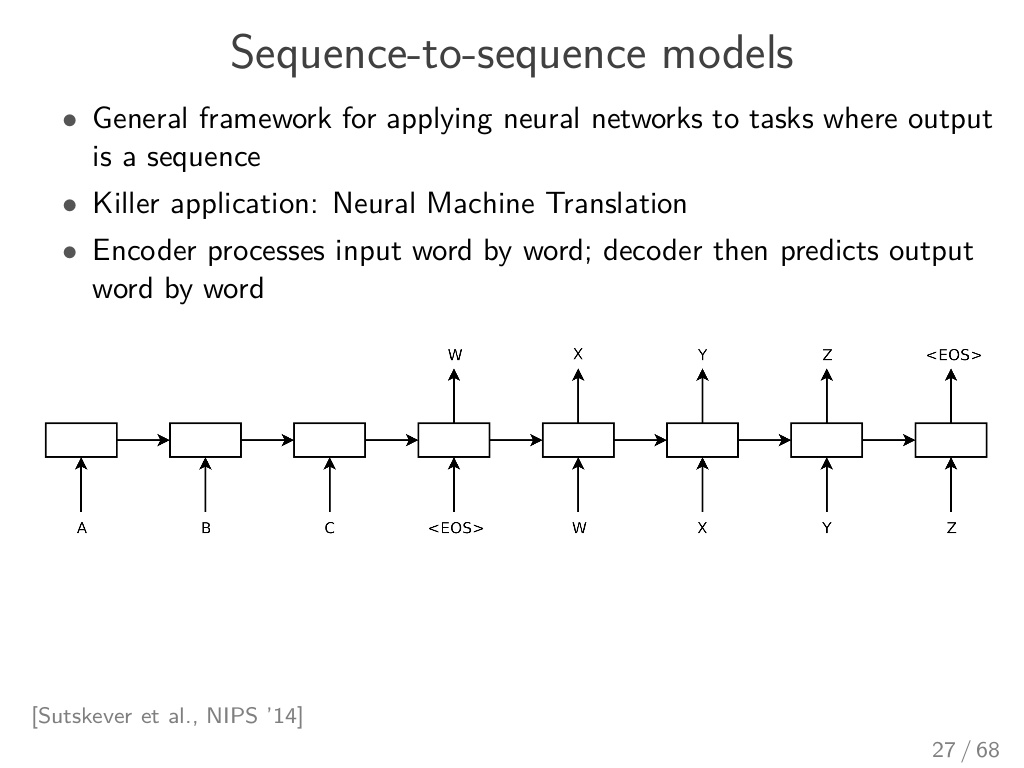 Sequence-to-sequence models
• General framework for applying neural networks to tasks where output
is a sequence
• Killer application: Neural Machine Translation
• Encoder processes input word by word; decoder then predicts output
word by word
W X Y Z <EOS>
A B C <EOS> W X Y Z
[Sutskever et al., NIPS '14]
27 / 68